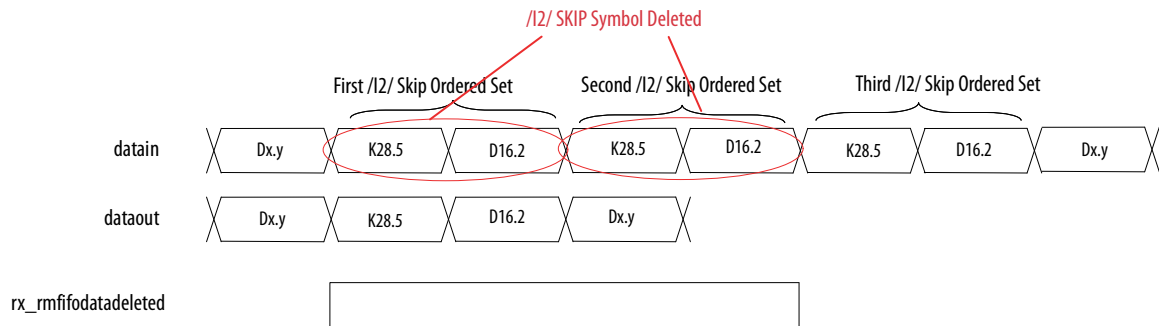 /I2/ SKIP Symbol Deleted
First /I2/ Skip Ordered Set
Second /I2/ Skip Ordered Set
Third /I2/ Skip Ordered Set
datain Dx.y K28.5 D16.2 K28.5 D16.2 K28.5 D16.2 Dx.y
dataout Dx.y K28.5 D16.2 Dx.y
rx_rmfifodatadeleted